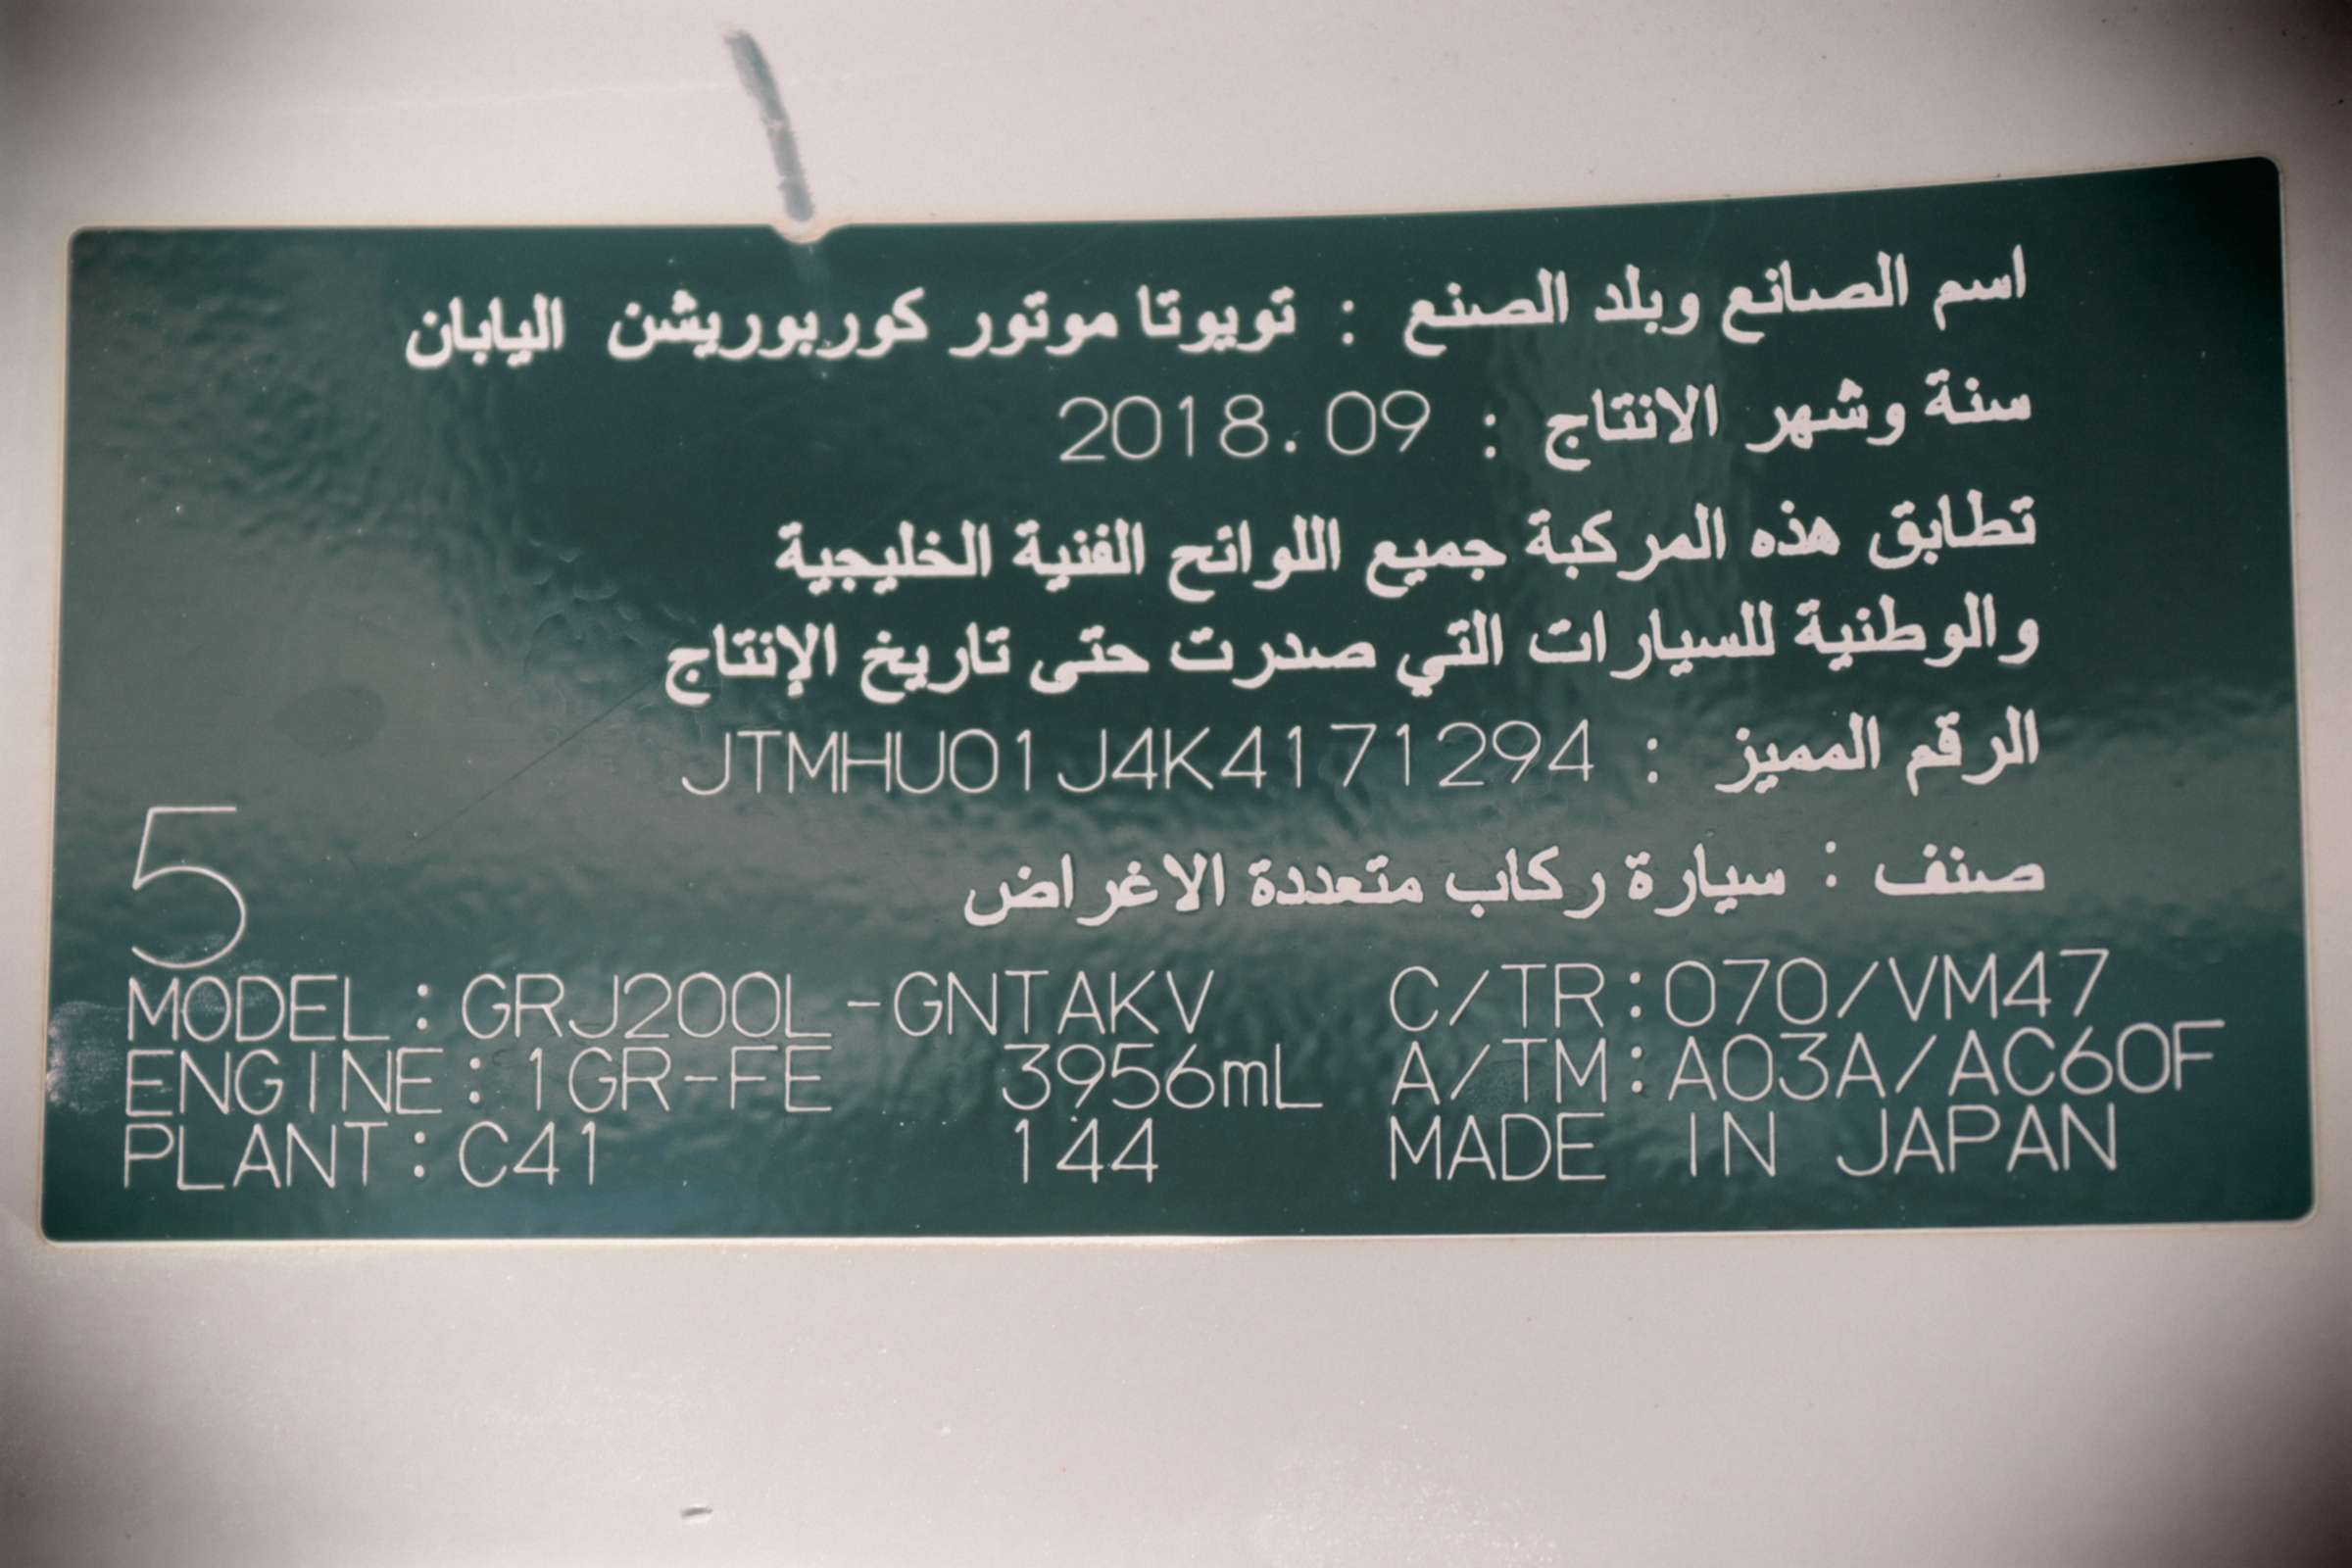 اسم الصانع وبلد الصنع : تويوتا موتور كوربوريشن اليابان
سنة وشهر الانتاج : 2018.09
تطابق هذه المركبة جميع اللوائح الفنية الخليجية
والوطنية للسيارات التي صدرت حتى تاريخ الإنتاج
الرقم المميز : JTMHU01J4K4171294
صنف : سيارة ركاب متعددة الاغراض
5
MODEL:GRJ200L-GNTAKV C/TR:070/VM47
ENGINE:1GR-FE 3956mL A/TM:A03A/AC60F
PLANT:C41 144 MADE IN JAPAN